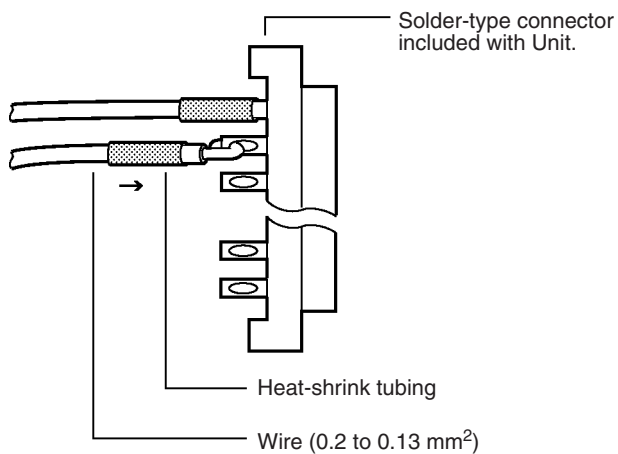 Solder-type connector
included with Unit.
→
Heat-shrink tubing
Wire (0.2 to 0.13 mm²)